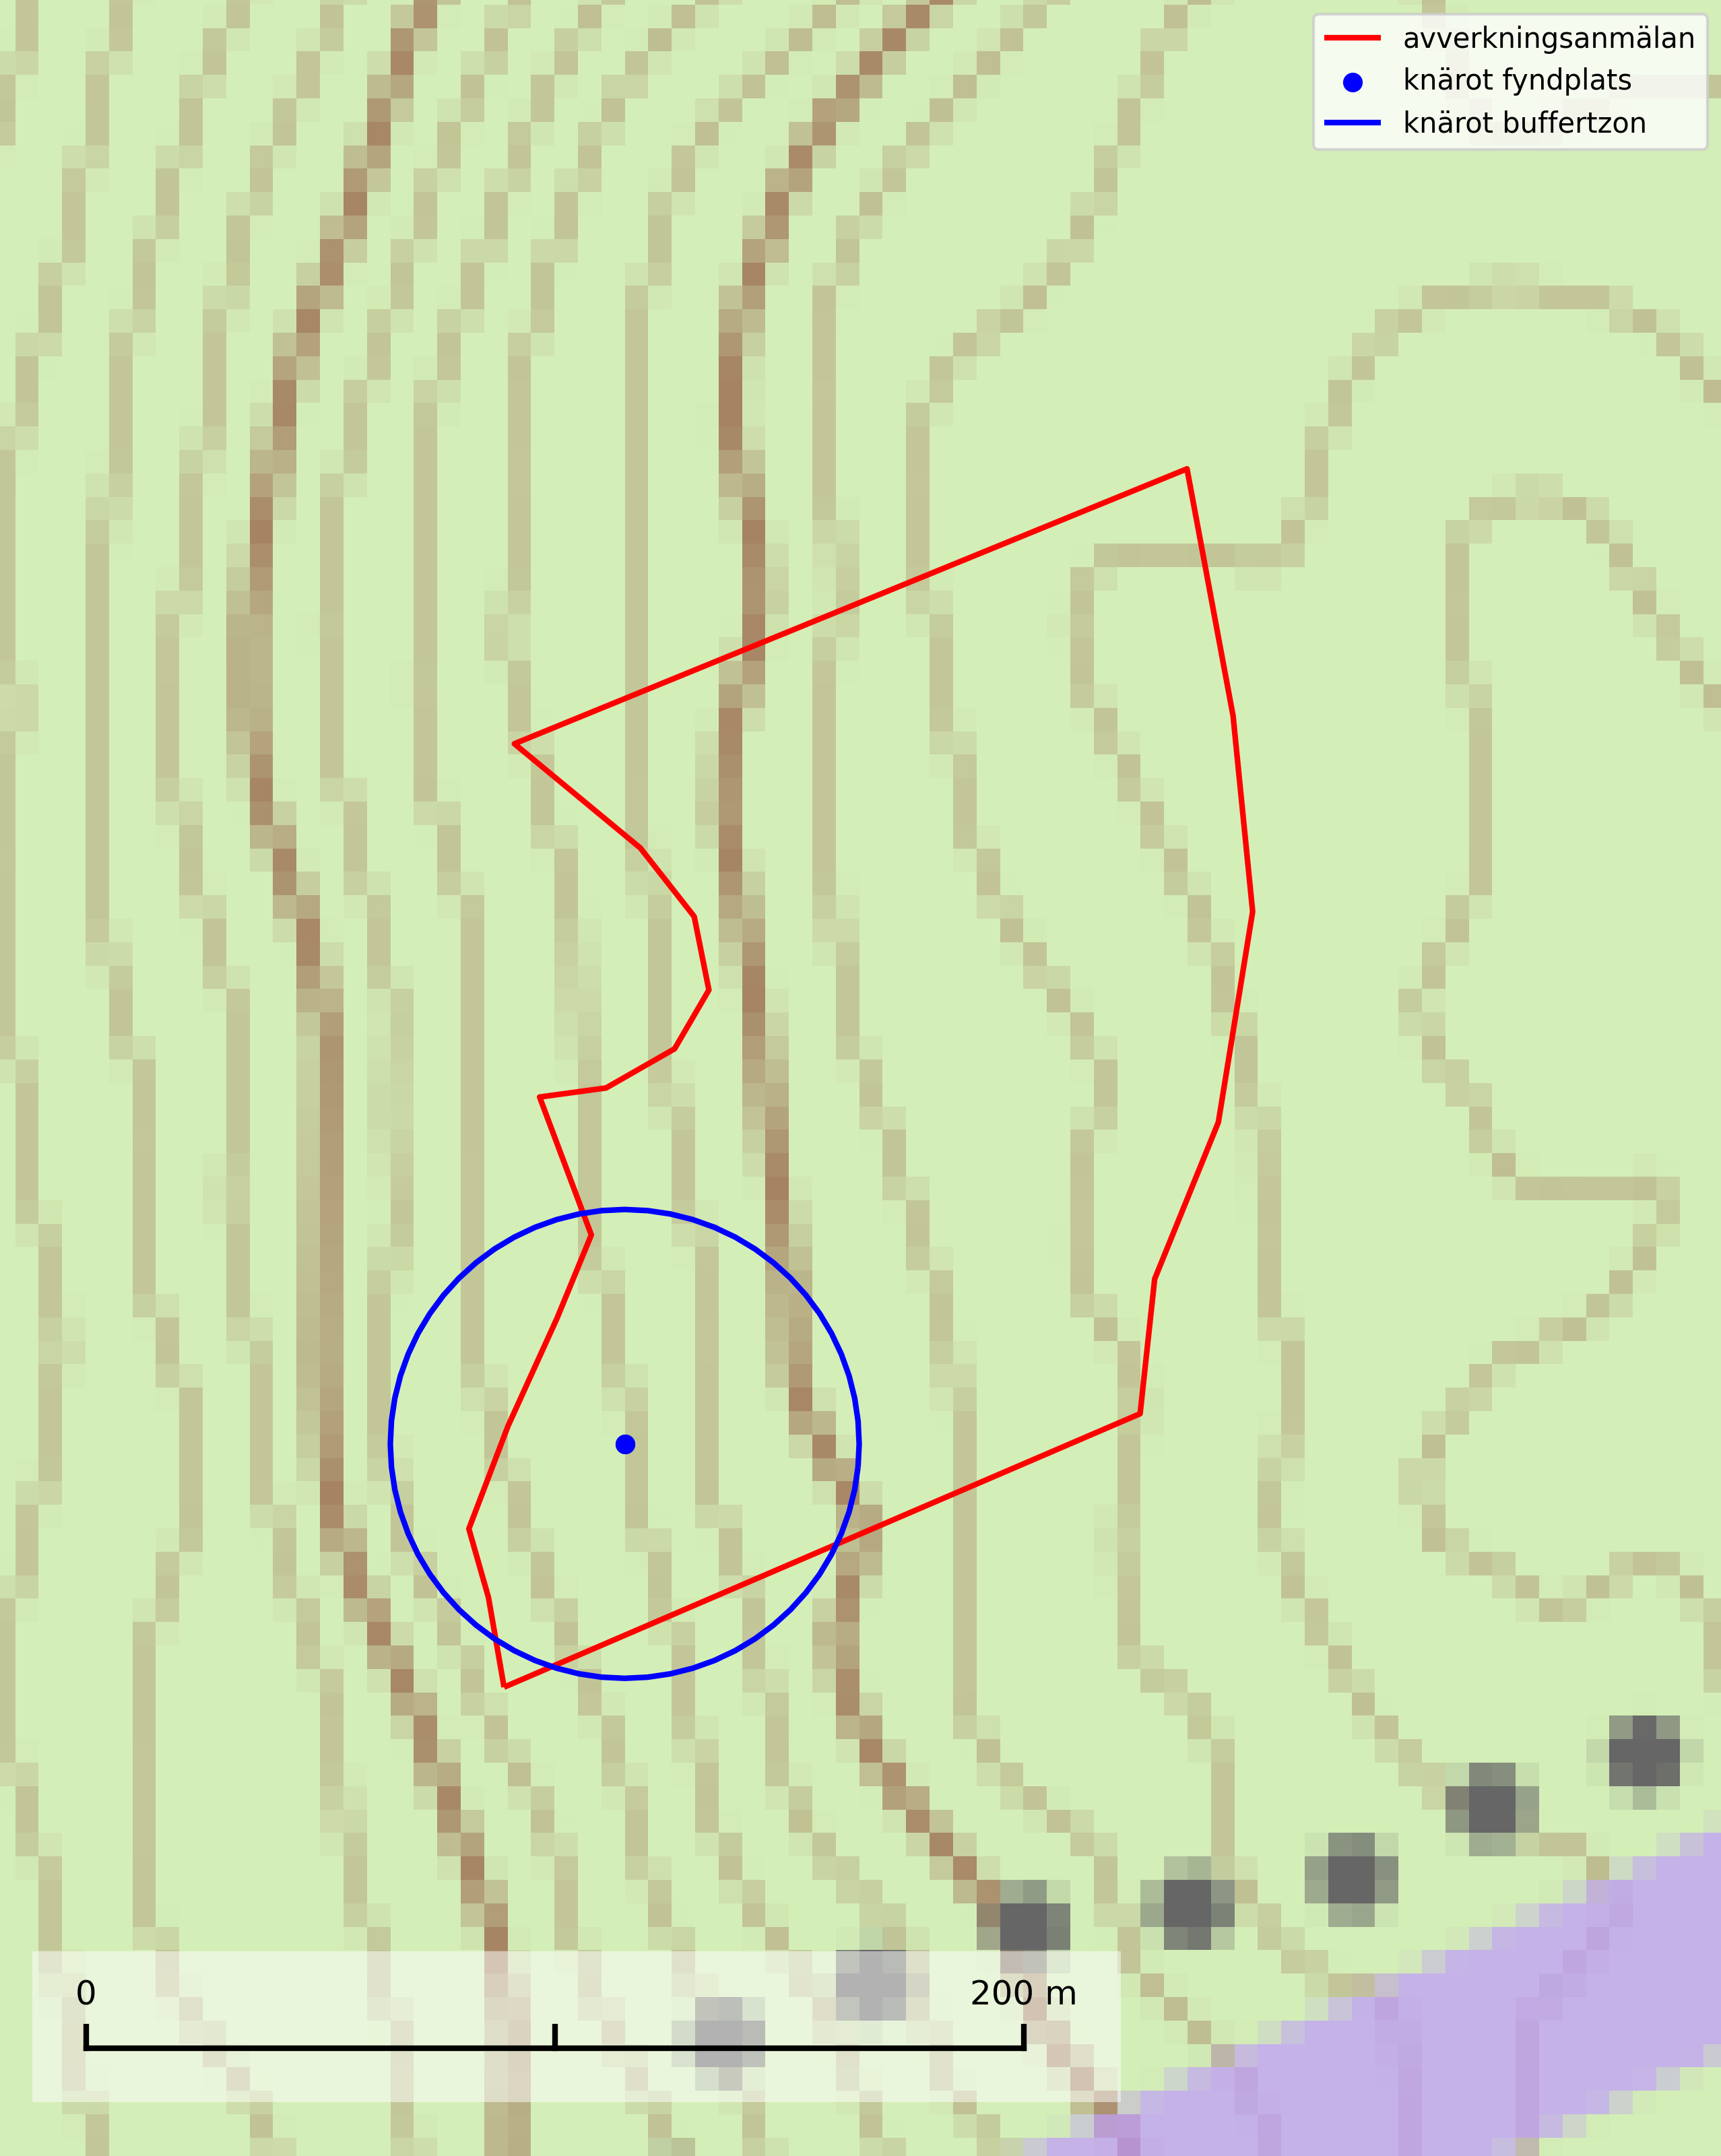 avverkningsanmälan
knärot fyndplats
knärot buffertzon
0
200 m